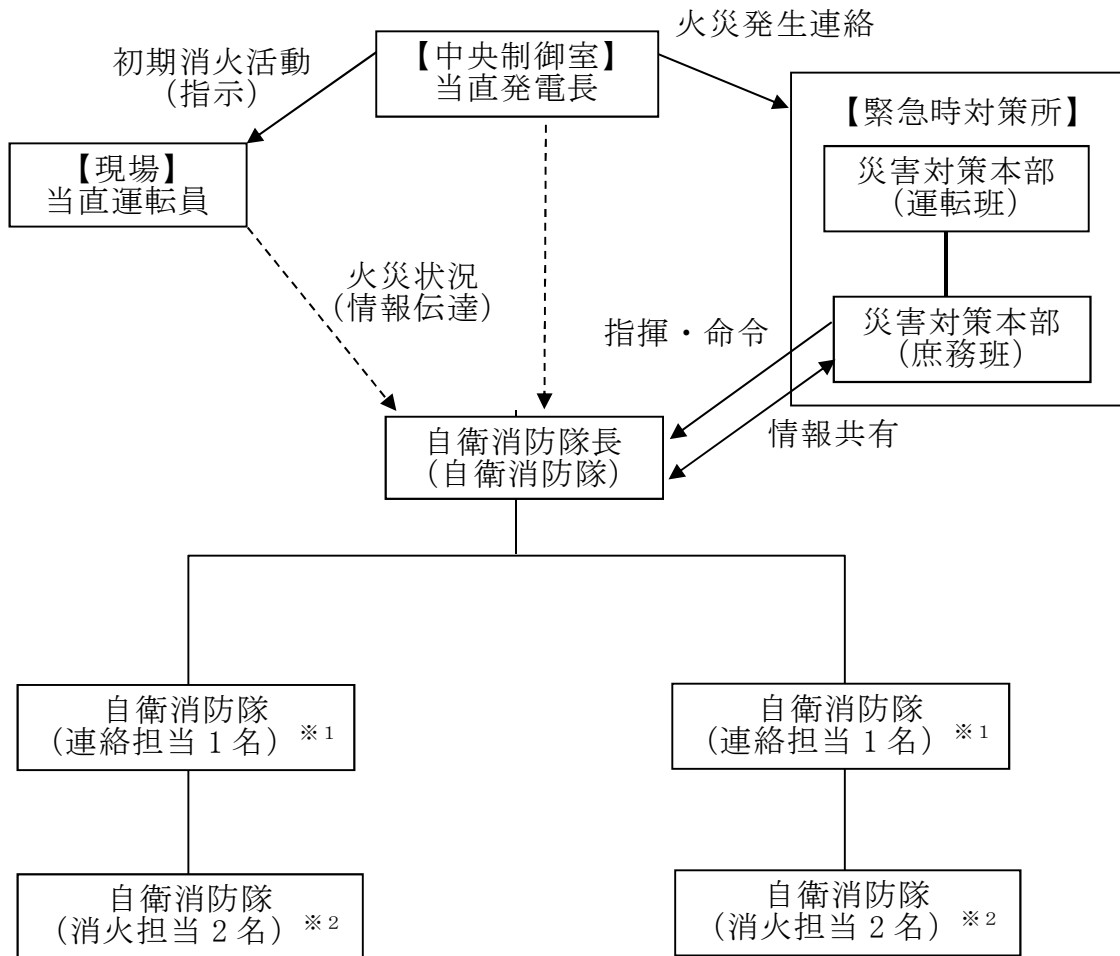 火災発生連絡
初期消火活動
(指示)
【中央制御室】
当直発電長
【緊急時対策所】
【現場】
当直運転員
災害対策本部
(運転班)
火災状況
(情報伝達)
指揮・命令
災害対策本部
(庶務班)
情報共有
自衛消防隊長
(自衛消防隊)
自衛消防隊
(連絡担当1名)※1
自衛消防隊
(連絡担当1名)※1
自衛消防隊
(消火担当2名)※2
自衛消防隊
(消火担当2名)※2